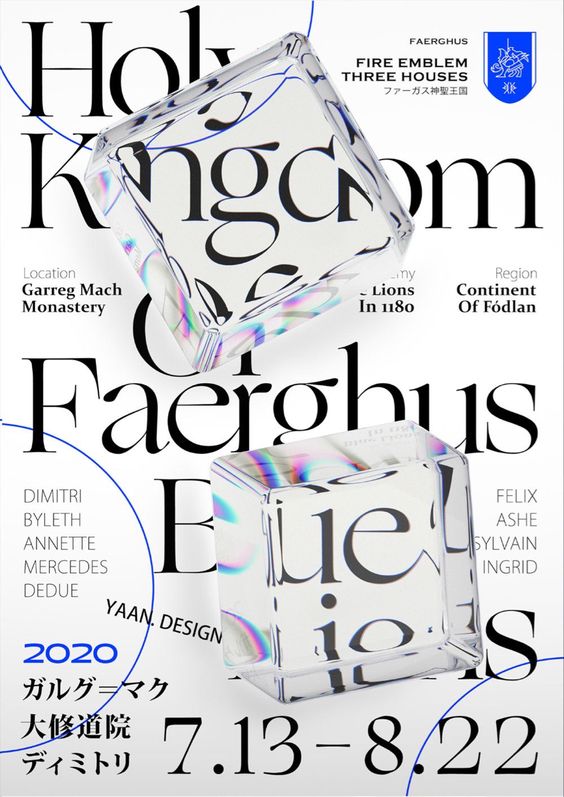 Holy
FAERGHUS
FIRE EMBLEM
THREE HOUSES
ファーガス神聖王国
Kingdom
Location
Garreg Mach
Monastery
Lions
In 1180
Region
Continent
Of Fódlan
Of
Faerghus
DIMITRI
BYLETH
ANNETTE
MERCEDES
DEDUE
Blue
FELIX
ASHE
SYLVAIN
INGRID
YAAN. DESIGN
Lions
2020
ガルグ=マク
大修道院
ディミトリ
7.13–8.22